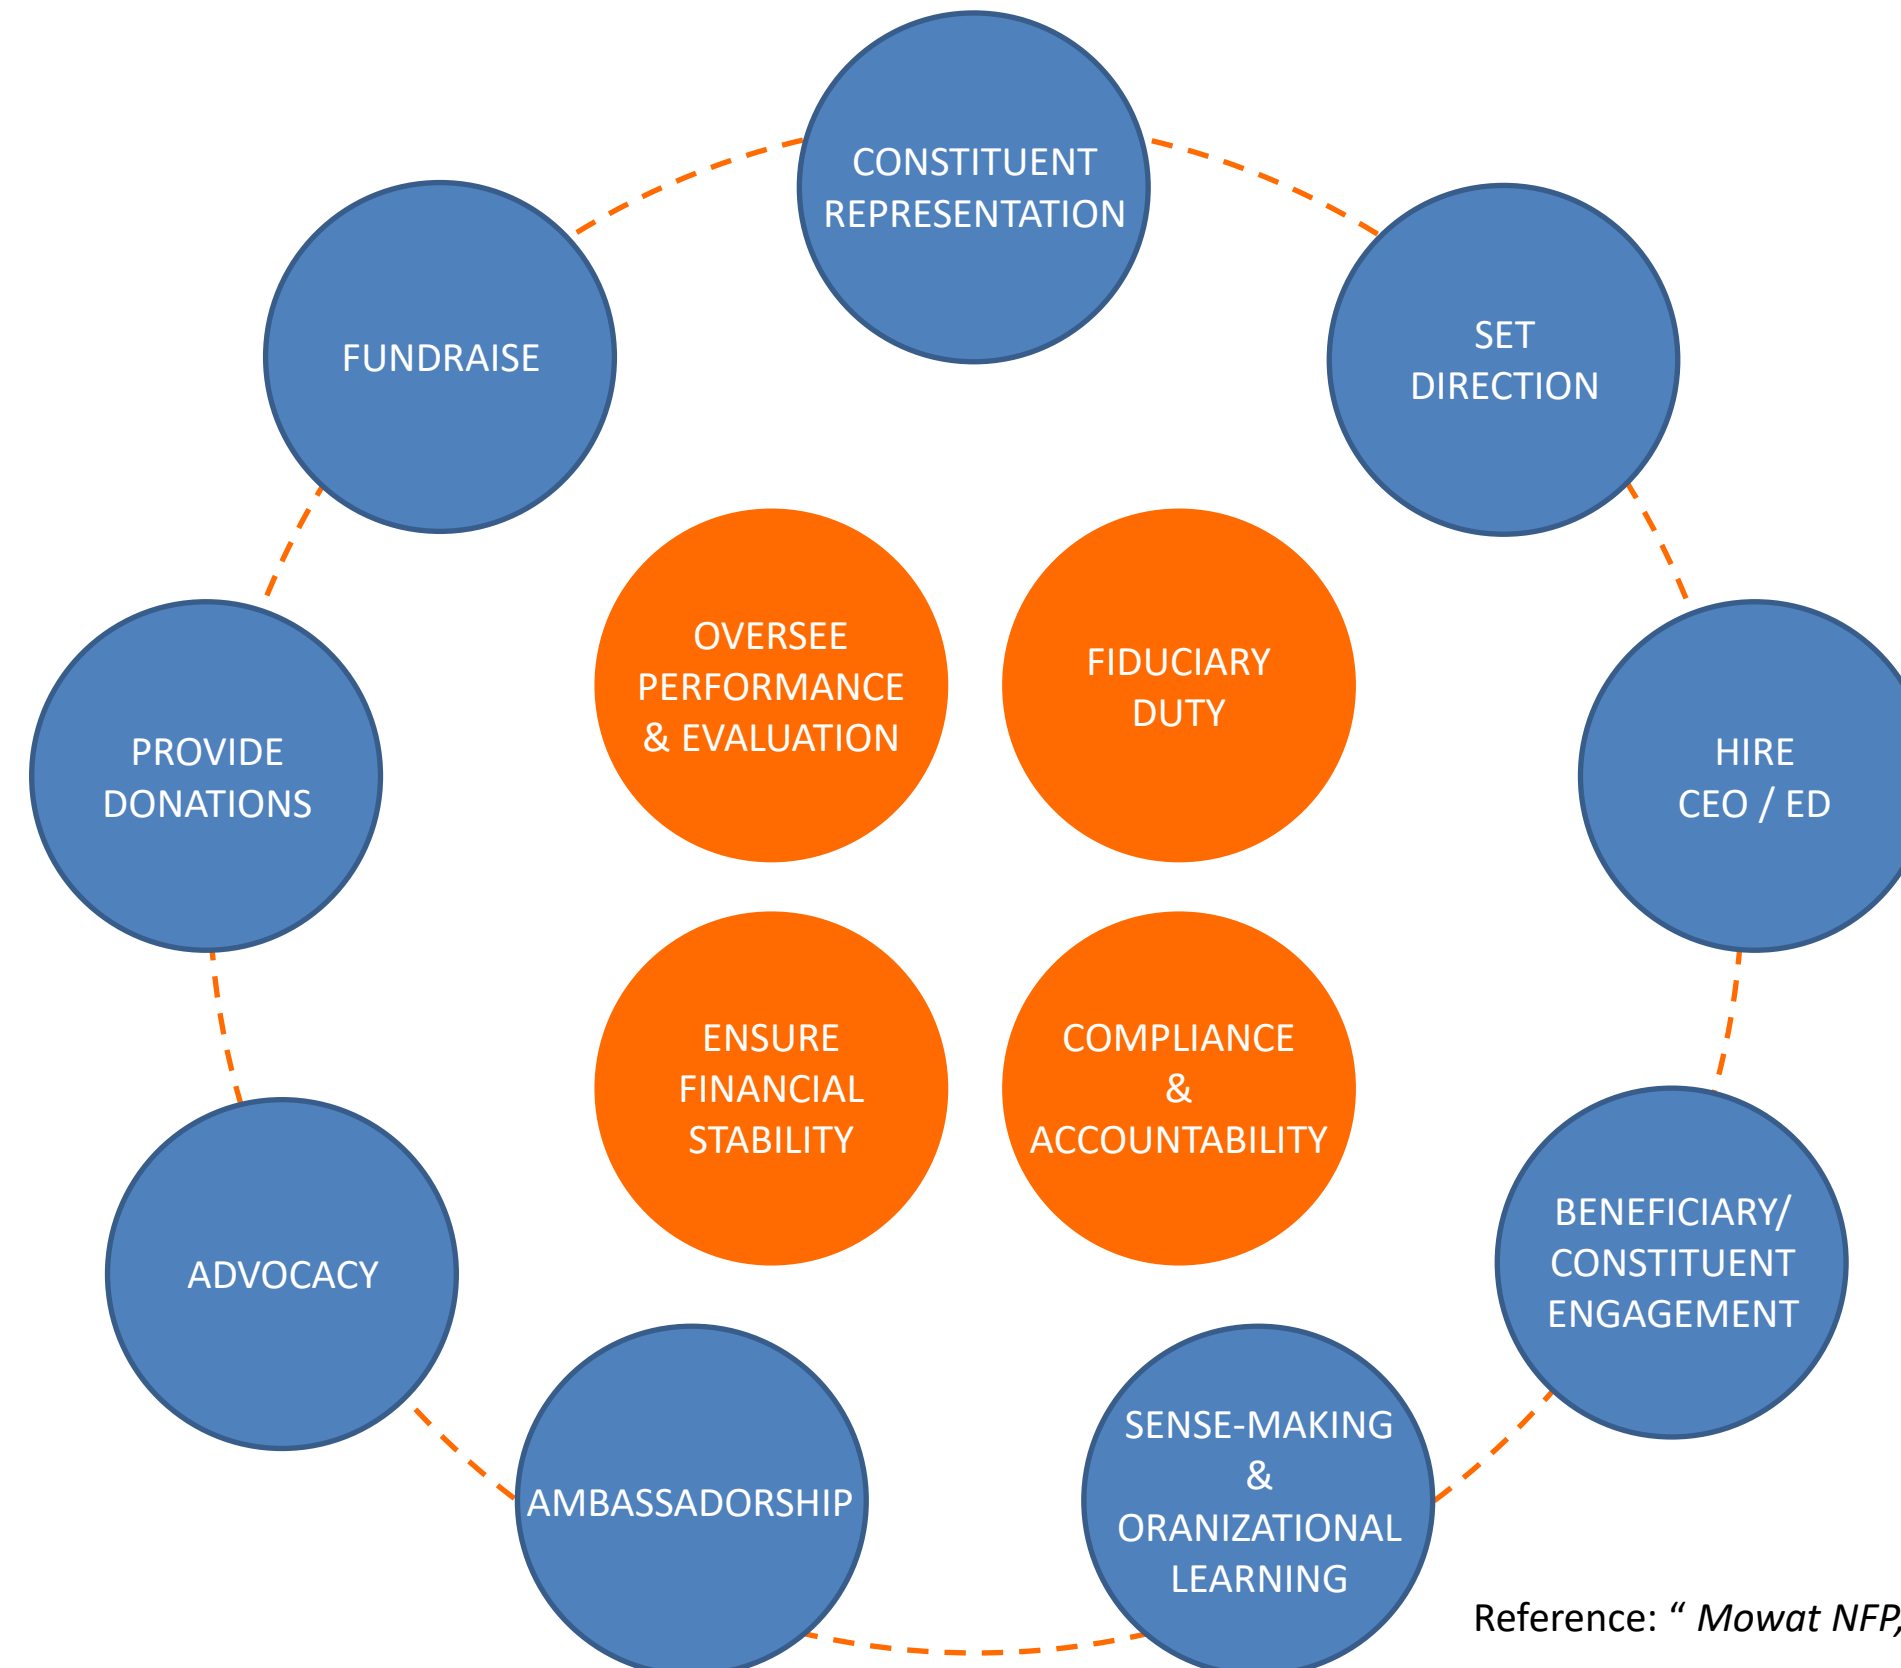 CONSTITUENT
REPRESENTATION
FUNDRAISE
SET
DIRECTION
OVERSEE
PERFORMANCE
& EVALUATION
FIDUCIARY
DUTY
PROVIDE
DONATIONS
HIRE
CEO / ED
ENSURE
FINANCIAL
STABILITY
COMPLIANCE
&
ACCOUNTABILITY
ADVOCACY
BENEFICIARY/
CONSTITUENT
ENGAGEMENT
AMBASSADORSHIP
SENSE-MAKING
&
ORANIZATIONAL
LEARNING
Reference: “ Mowat NFP,